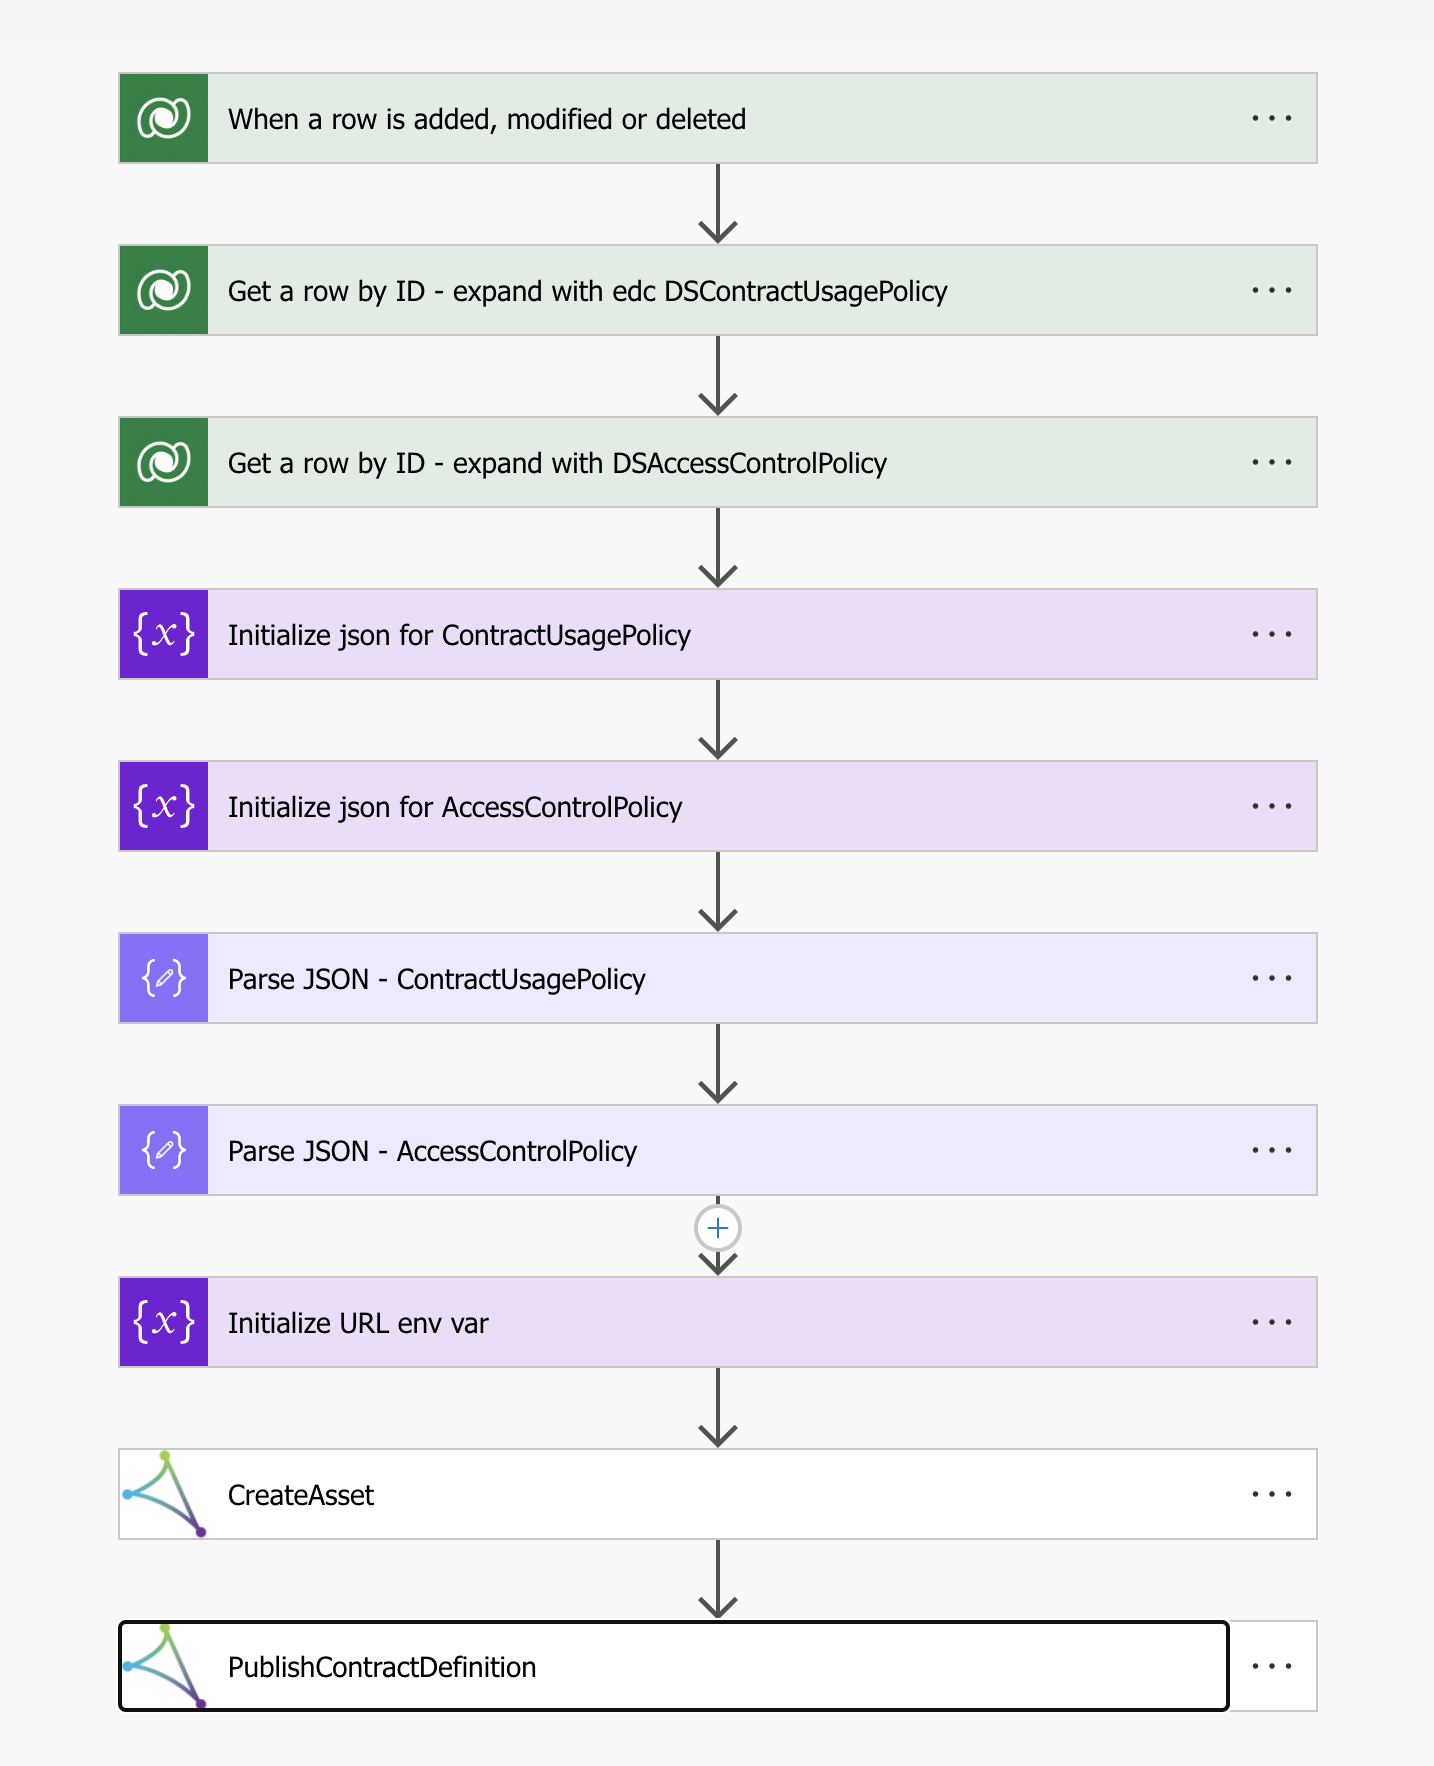 When a row is added, modified or deleted
Get a row by ID - expand with edc DSContractUsagePolicy
Get a row by ID - expand with DSAccessControlPolicy
{x} Initialize json for ContractUsagePolicy
{x} Initialize json for AccessControlPolicy
Parse JSON - ContractUsagePolicy
Parse JSON - AccessControlPolicy
{x} Initialize URL env var
CreateAsset
PublishContractDefinition